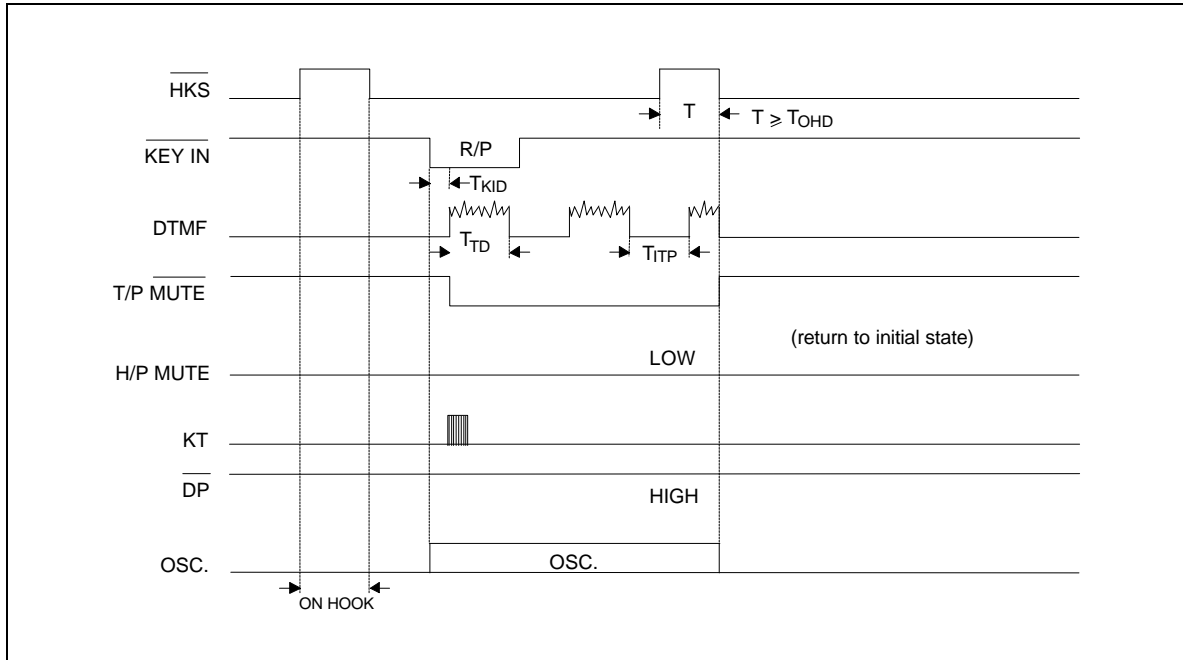 HKS
T
T ⩾ TOHD
KEY IN
R/P
TKID
DTMF
TTD
TITP
T/P MUTE
(return to initial state)
LOW
H/P MUTE
KT
DP
HIGH
OSC.
OSC.
ON HOOK